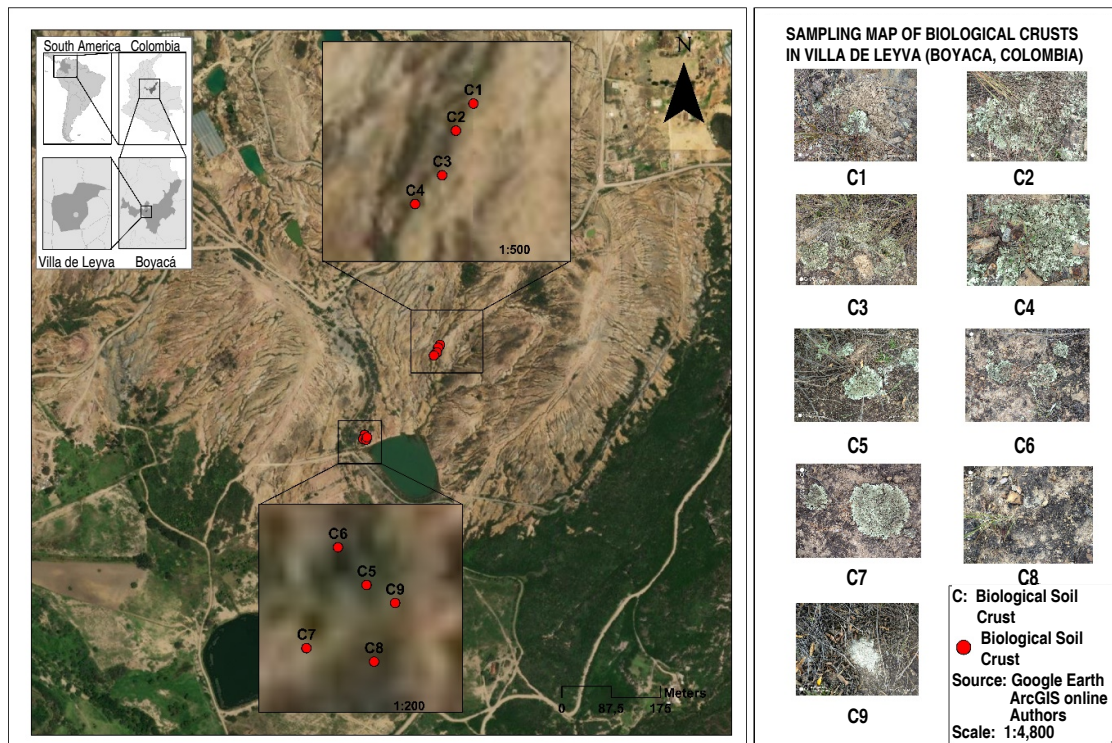 South America Colombia
Villa de Leyva Boyacá
N
C1
C2
C3
C4
1:500
C6
C5
C9
C7
C8
1:200
Meters
0 87,5 175
SAMPLING MAP OF BIOLOGICAL CRUSTS
IN VILLA DE LEYVA (BOYACA, COLOMBIA)
C1 C2
C3 C4
C5 C6
C7 C8
C9
C: Biological Soil
Crust
Biological Soil
Crust
Source: Google Earth
ArcGIS online
Authors
Scale: 1:4,800